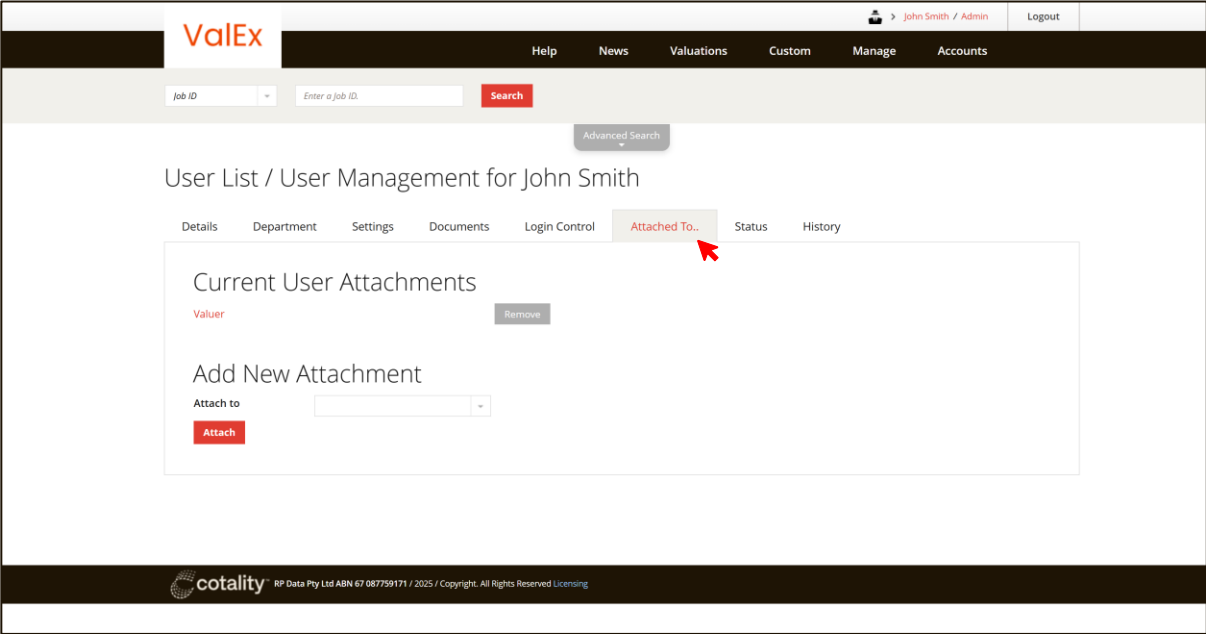 John Smith / Admin
Logout
ValEx
Help News Valuations Custom Manage Accounts
Job ID
Enter a Job ID.
Search
Advanced Search
User List / User Management for John Smith
Details Department Settings Documents Login Control Attached To.. Status History
Current User Attachments
Valuer
Remove
Add New Attachment
Attach to
Attach
cotality™ RP Data Pty Ltd ABN 67 087759171 / 2025 / Copyright. All Rights Reserved Licensing